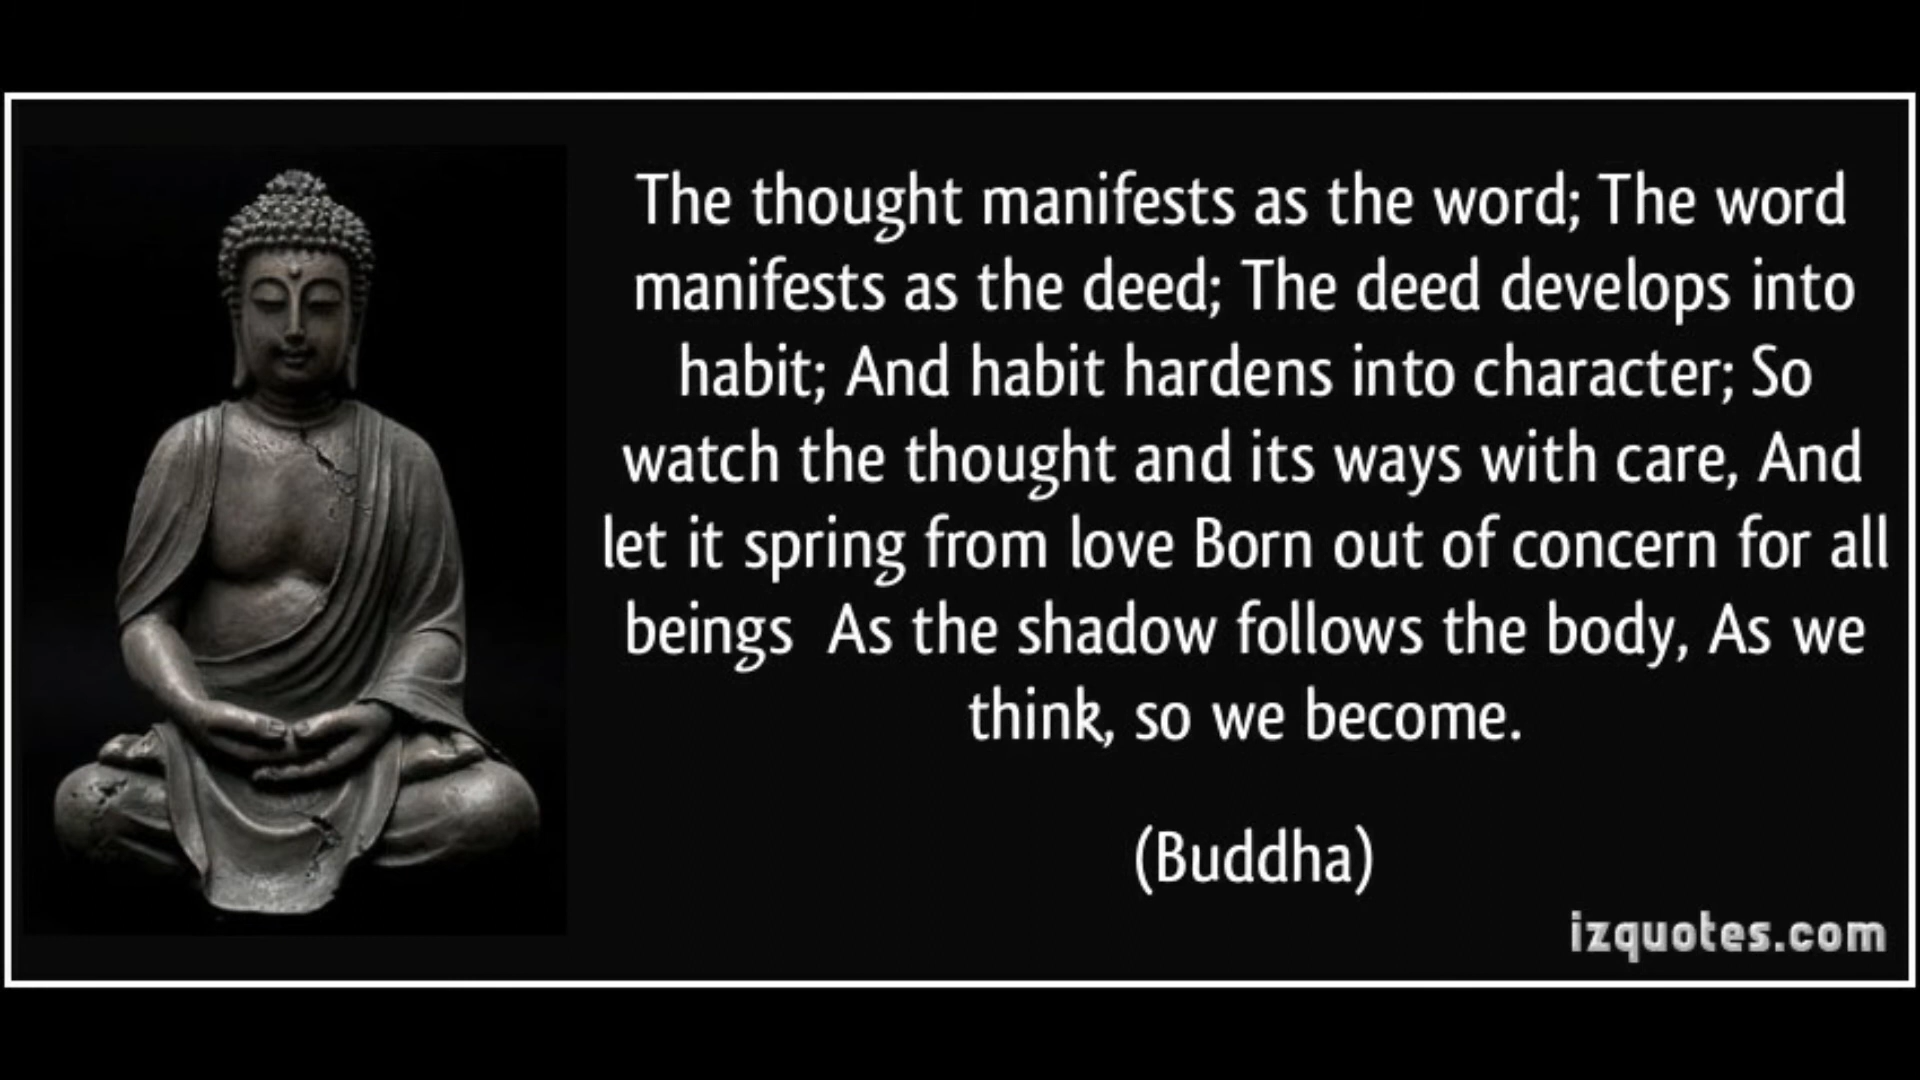 The thought manifests as the word; The word
manifests as the deed; The deed develops into
habit; And habit hardens into character; So
watch the thought and its ways with care, And
let it spring from love Born out of concern for all
beings  As the shadow follows the body, As we
think, so we become.
(Buddha)
izquotes.com